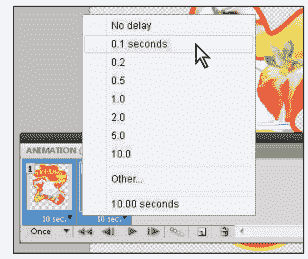 No delay
0.1 seconds
0.2
0.5
1.0
2.0
5.0
10.0
Other...
10.00 seconds
ANIMATION (
1
10 sec.
10 sec.
Once